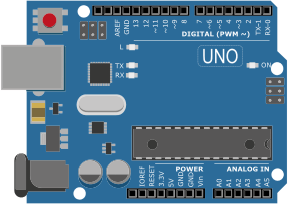 AREF
GND
13
12
~11
~10
~9
8
7
~6
~5
4
~3
2
TX-1
RX-0
DIGITAL (PWM ~)
L
TX
RX
UNO
ON
POWER
ANALOG IN
IOREF
RESET
3.3V
5V
GND
GND
Vin
A0
A1
A2
A3
A4
A5